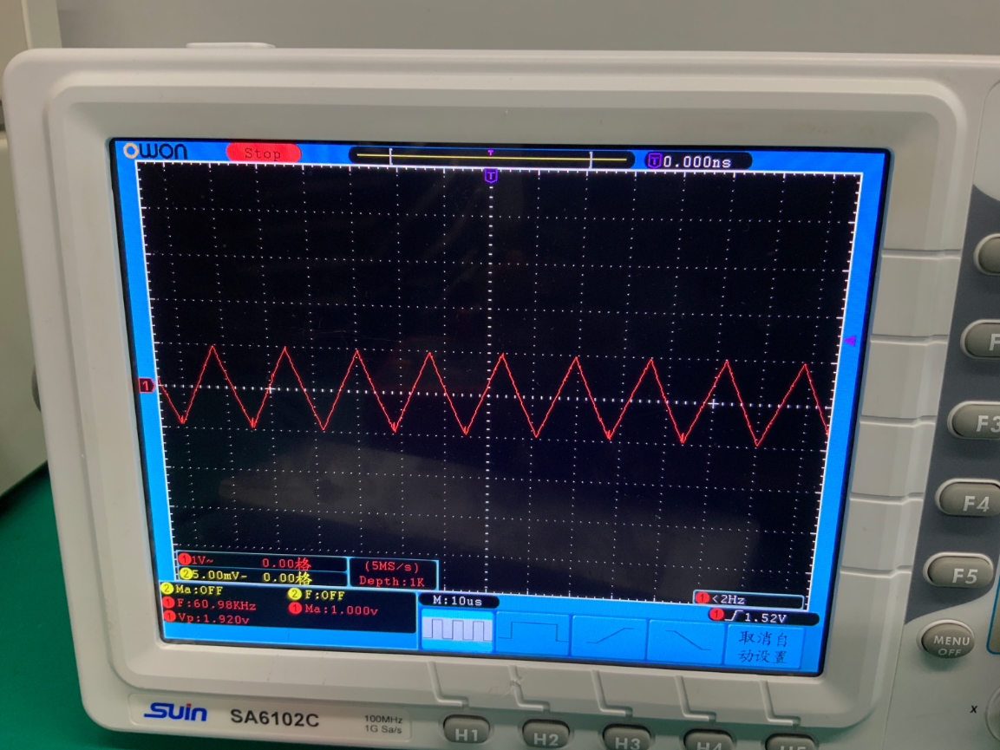 OWON Stop T T 0.000ns
T
1
1 1V~ 0.00格
2 5.00mV- 0.00格
(5MS/s)
Depth:1K
2 Ma:OFF 2 F:OFF
1 F:60.98KHz 1 Ma:1.000v
1 Vp:1.920v
M:10us
1 <2Hz
1 1.52V
取消自
动设置
F3
F4
F5
MENU
OFF
X
SUIN SA6102C
100MHz
1G Sa/s
H1 H2 H3 H4 H5